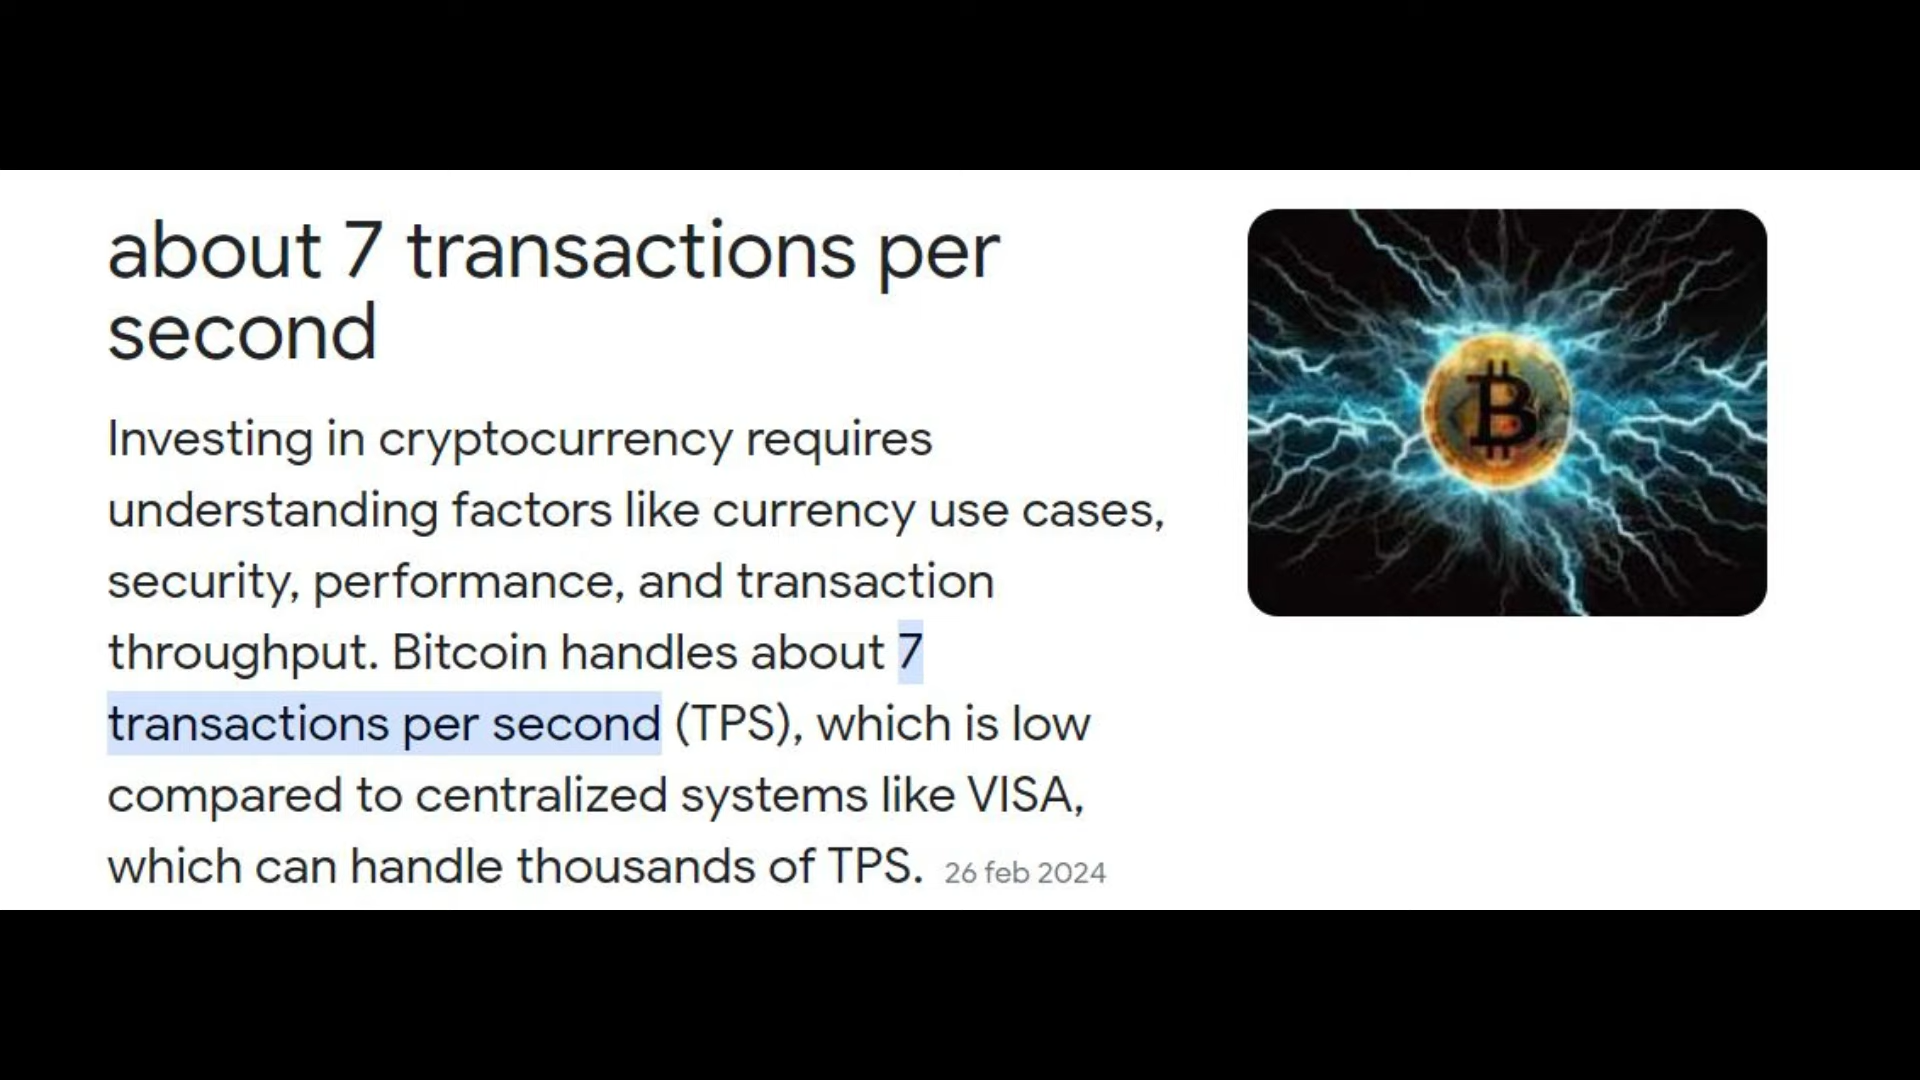 about 7 transactions per
second
Investing in cryptocurrency requires
understanding factors like currency use cases,
security, performance, and transaction
throughput. Bitcoin handles about 7
transactions per second (TPS), which is low
compared to centralized systems like VISA,
which can handle thousands of TPS. 26 feb 2024